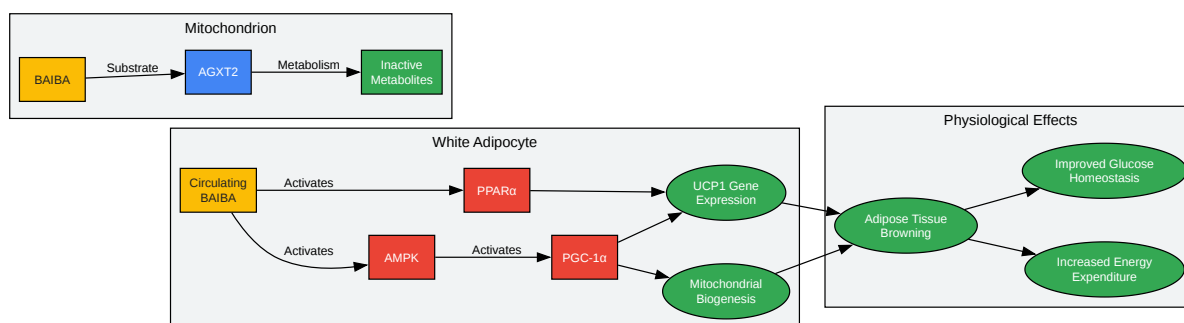 Mitochondrion
BAIBA
Substrate
AGXT2
Metabolism
Inactive
Metabolites
White Adipocyte
Circulating
BAIBA
Activates
PPARα
UCP1 Gene
Expression
Activates
AMPK
Activates
PGC-1α
Mitochondrial
Biogenesis
Physiological Effects
Adipose Tissue
Browning
Improved Glucose
Homeostasis
Increased Energy
Expenditure